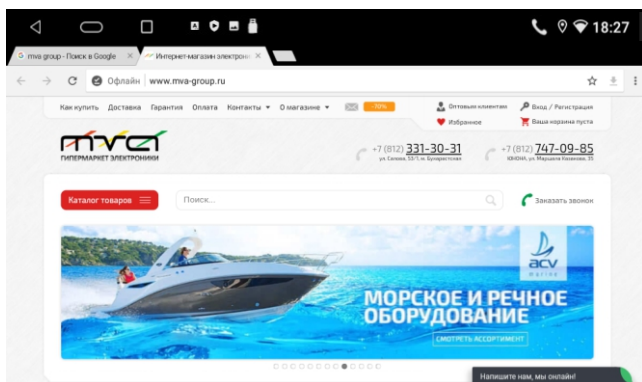 18:27
mva group - Поиск в Google
Интернет-магазин электрон
Офлайн www.mva-group.ru
Как купить Доставка Гарантия Оплата Контакты О магазине -70% Оптовым клиентам Вход / Регистрация
Избранное Ваша корзина пуста
mva
ГИПЕРМАРКЕТ ЭЛЕКТРОНИКИ
+7 (812) 331-30-31 +7 (812) 747-09-85
Каталог товаров Поиск... Заказать звонок
acv
marine
МОРСКОЕ И РЕЧНОЕ
ОБОРУДОВАНИЕ
СМОТРЕТЬ АССОРТИМЕНТ
Напишите нам, мы онлайн!